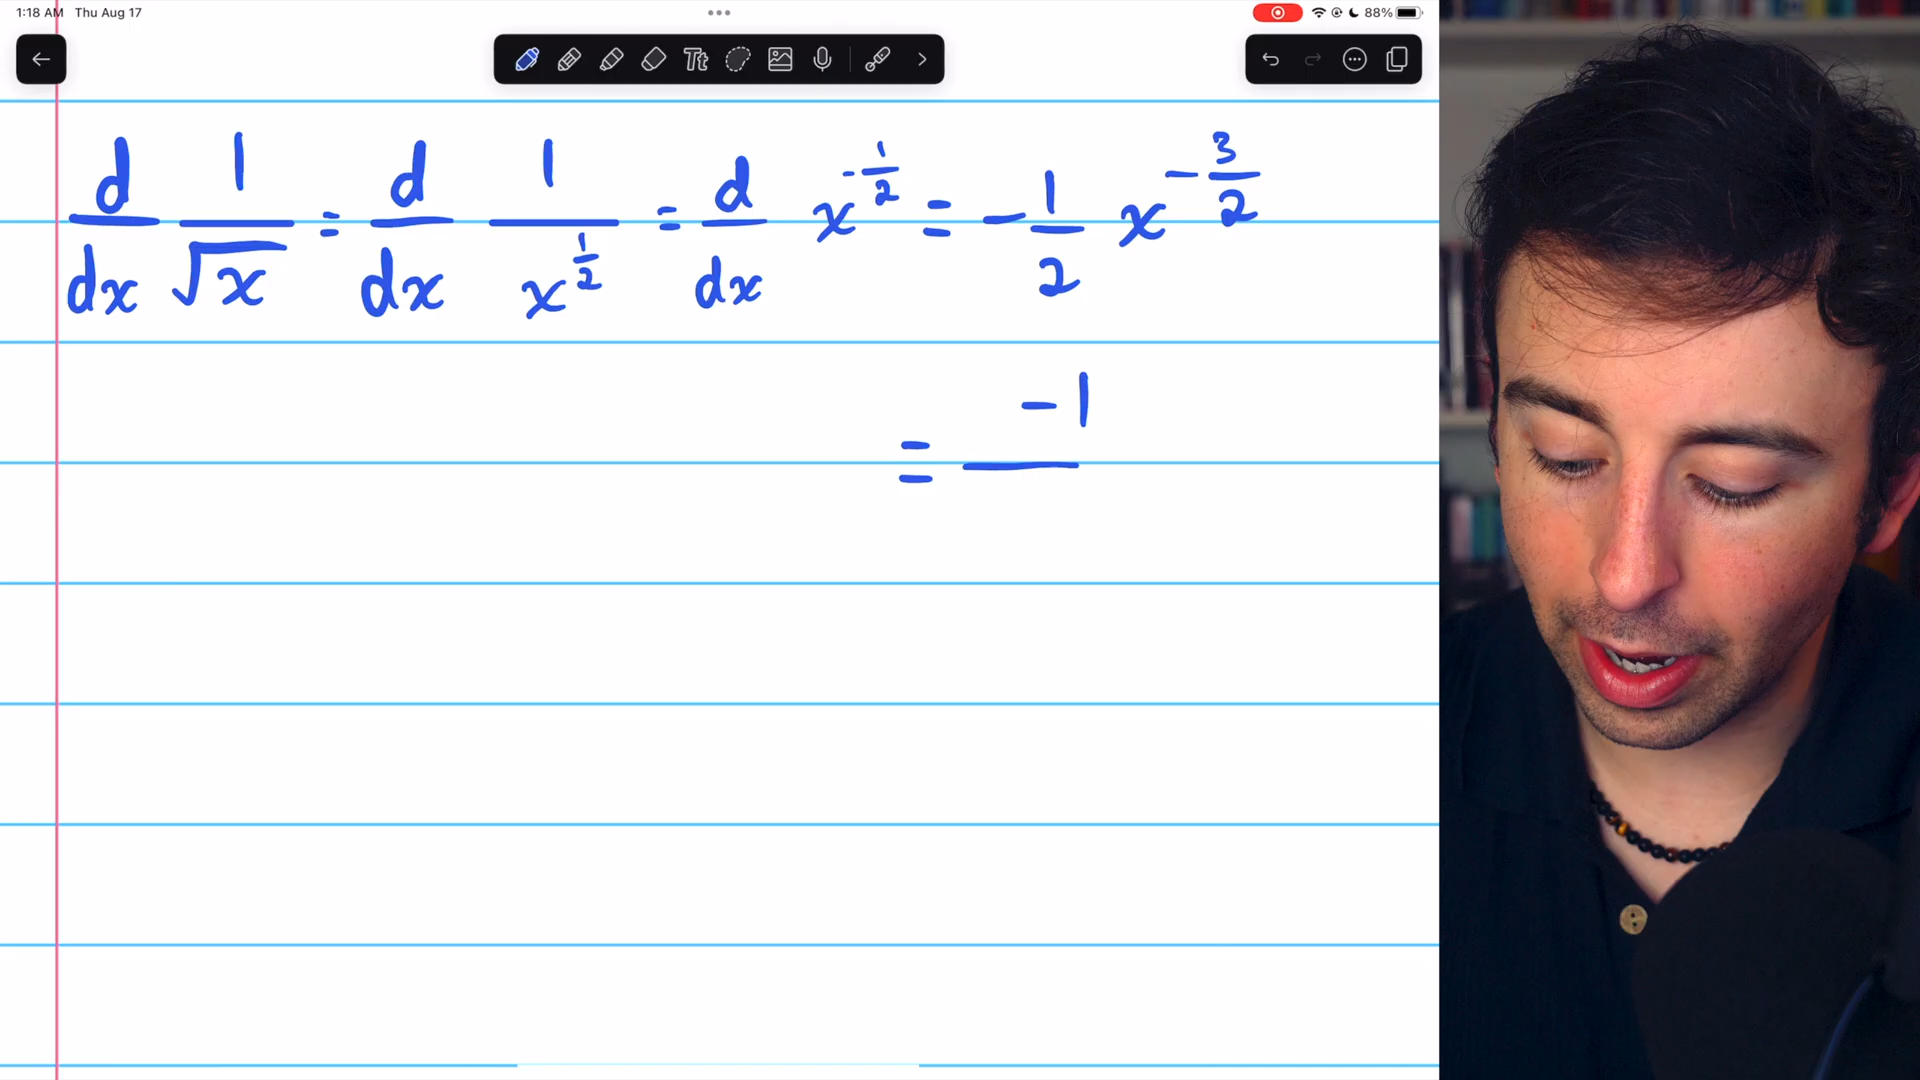 1:18 AM Thu Aug 17
88%
Tt
d/dx 1/√x = d/dx 1/x^(1/2) = d/dx x^(-1/2) = -1/2 x^(-3/2)
= -1/